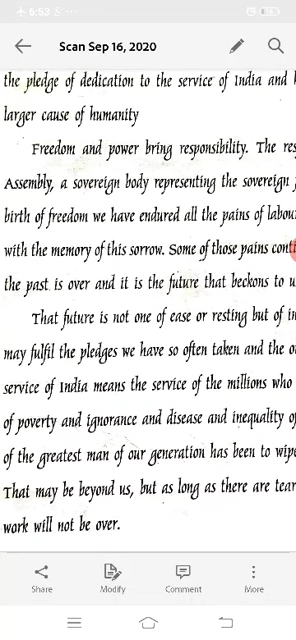 6:53
Scan Sep 16, 2020
the pledge of dedication to the service of India and
larger cause of humanity
Freedom and power bring responsibility. The
Assembly, a sovereign body representing the sovereign
birth of freedom we have endured all the pains of
with the memory of this sorrow. Some of those pains
the past is over and it is the future that beckons to
That future is not one of ease or resting but of
may fulfil the pledges we have so often taken and the
service of India means the service of the millions who
of poverty and ignorance and disease and inequality
of the greatest man of our generation has been to
That may be beyond us, but as long as there are
work will not be over.
Share Modify Comment More